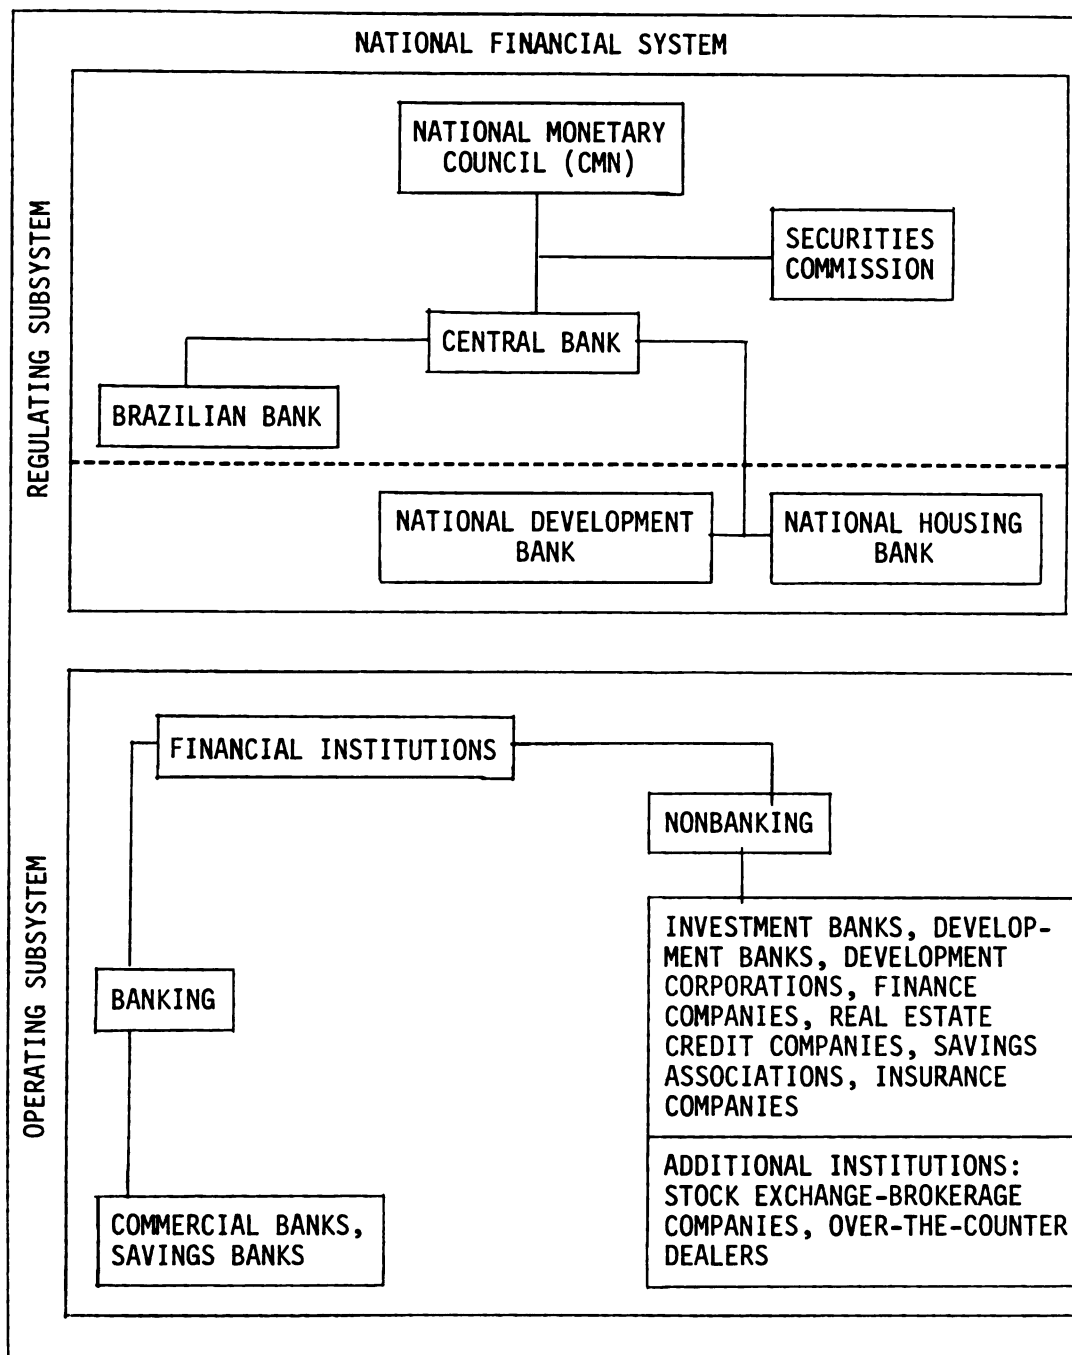 NATIONAL FINANCIAL SYSTEM
REGULATING SUBSYSTEM
NATIONAL MONETARY
COUNCIL (CMN)
SECURITIES
COMMISSION
CENTRAL BANK
BRAZILIAN BANK
NATIONAL DEVELOPMENT
BANK
NATIONAL HOUSING
BANK
OPERATING SUBSYSTEM
FINANCIAL INSTITUTIONS
NONBANKING
INVESTMENT BANKS, DEVELOP-
MENT BANKS, DEVELOPMENT
CORPORATIONS, FINANCE
COMPANIES, REAL ESTATE
CREDIT COMPANIES, SAVINGS
ASSOCIATIONS, INSURANCE
COMPANIES
BANKING
ADDITIONAL INSTITUTIONS:
STOCK EXCHANGE-BROKERAGE
COMPANIES, OVER-THE-COUNTER
DEALERS
COMMERCIAL BANKS,
SAVINGS BANKS